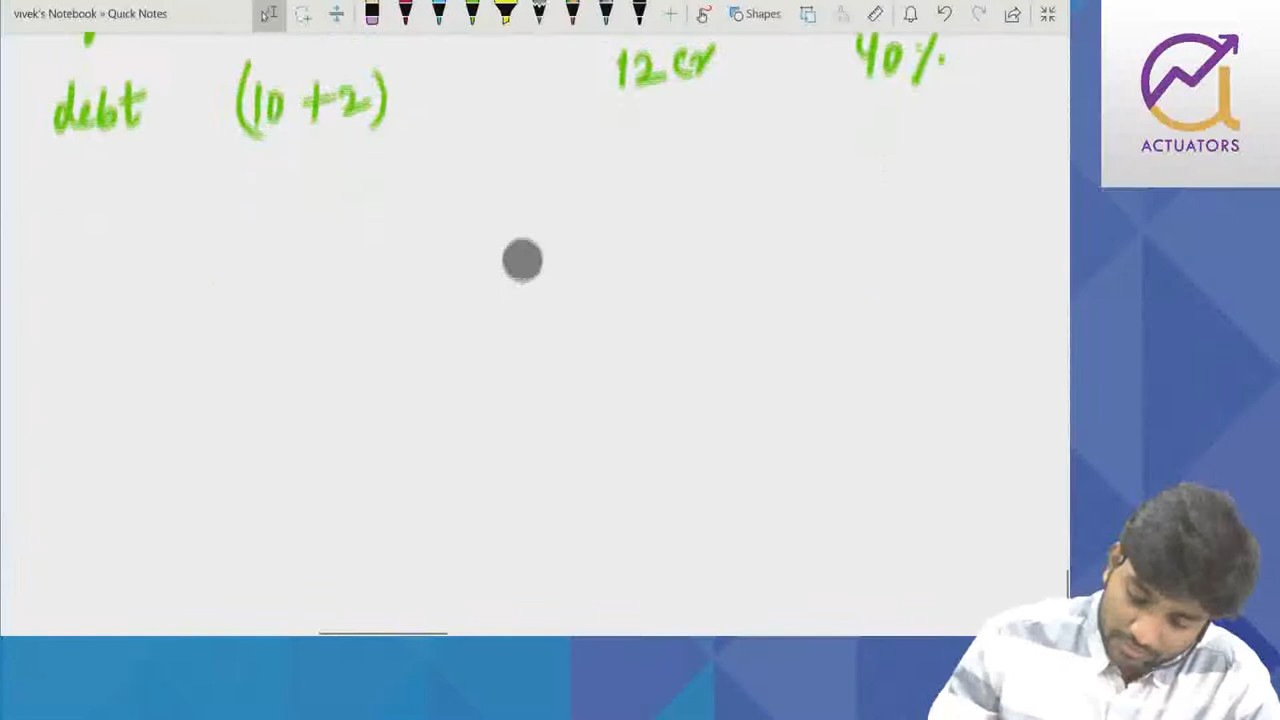 vivek's Notebook » Quick Notes
Shapes
12 cr 40%
debt (10 + 2)
ACTUATORS